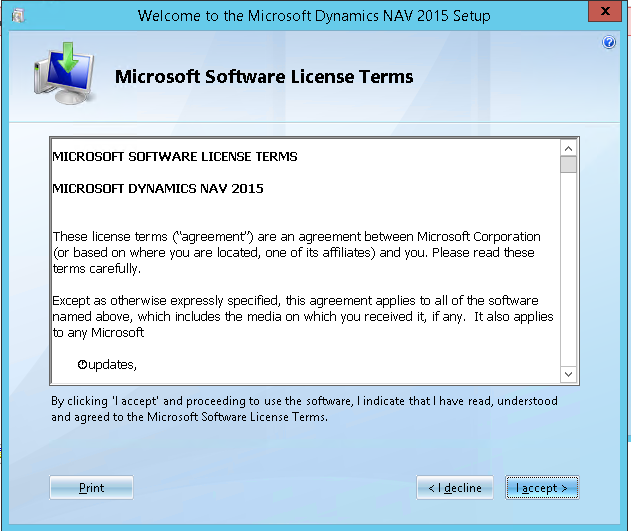 Welcome to the Microsoft Dynamics NAV 2015 Setup
x
?
Microsoft Software License Terms
MICROSOFT SOFTWARE LICENSE TERMS
MICROSOFT DYNAMICS NAV 2015
These license terms (“agreement”) are an agreement between Microsoft Corporation
(or based on where you are located, one of its affiliates) and you. Please read these
terms carefully.
Except as otherwise expressly specified, this agreement applies to all of the software
named above, which includes the media on which you received it, if any.  It also applies
to any Microsoft
updates,
By clicking 'I accept' and proceeding to use the software, I indicate that I have read, understood
and agreed to the Microsoft Software License Terms.
Print
< I decline
I accept >